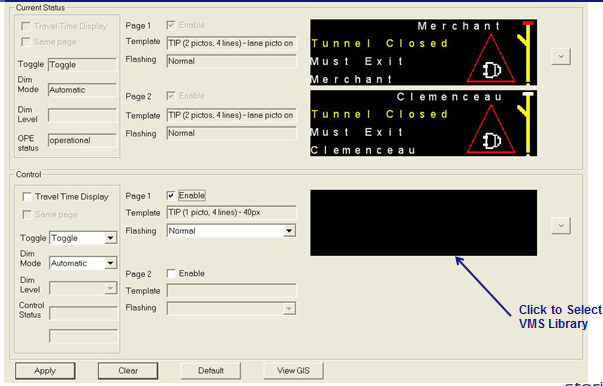 Current Status
Travel Time Display
Same page
Toggle Toggle
Dim Mode Automatic
Dim Level
OPE status operational
Page 1 Enable
Template TIP (2 pictos, 4 lines) - lane picto on
Flashing Normal
Page 2 Enable
Template TIP (2 pictos, 4 lines) - lane picto on
Flashing Normal
Merchant
Tunnel Closed
Must Exit
Merchant
Clemenceau
Tunnel Closed
Must Exit
Clemenceau
Control
Travel Time Display
Same page
Toggle Toggle
Dim Mode Automatic
Dim Level
Control Status
Page 1 Enable
Template TIP (1 picto, 4 lines) - 40px
Flashing Normal
Page 2 Enable
Template
Flashing
Click to Select
VMS Library
Apply Clear Default View GIS